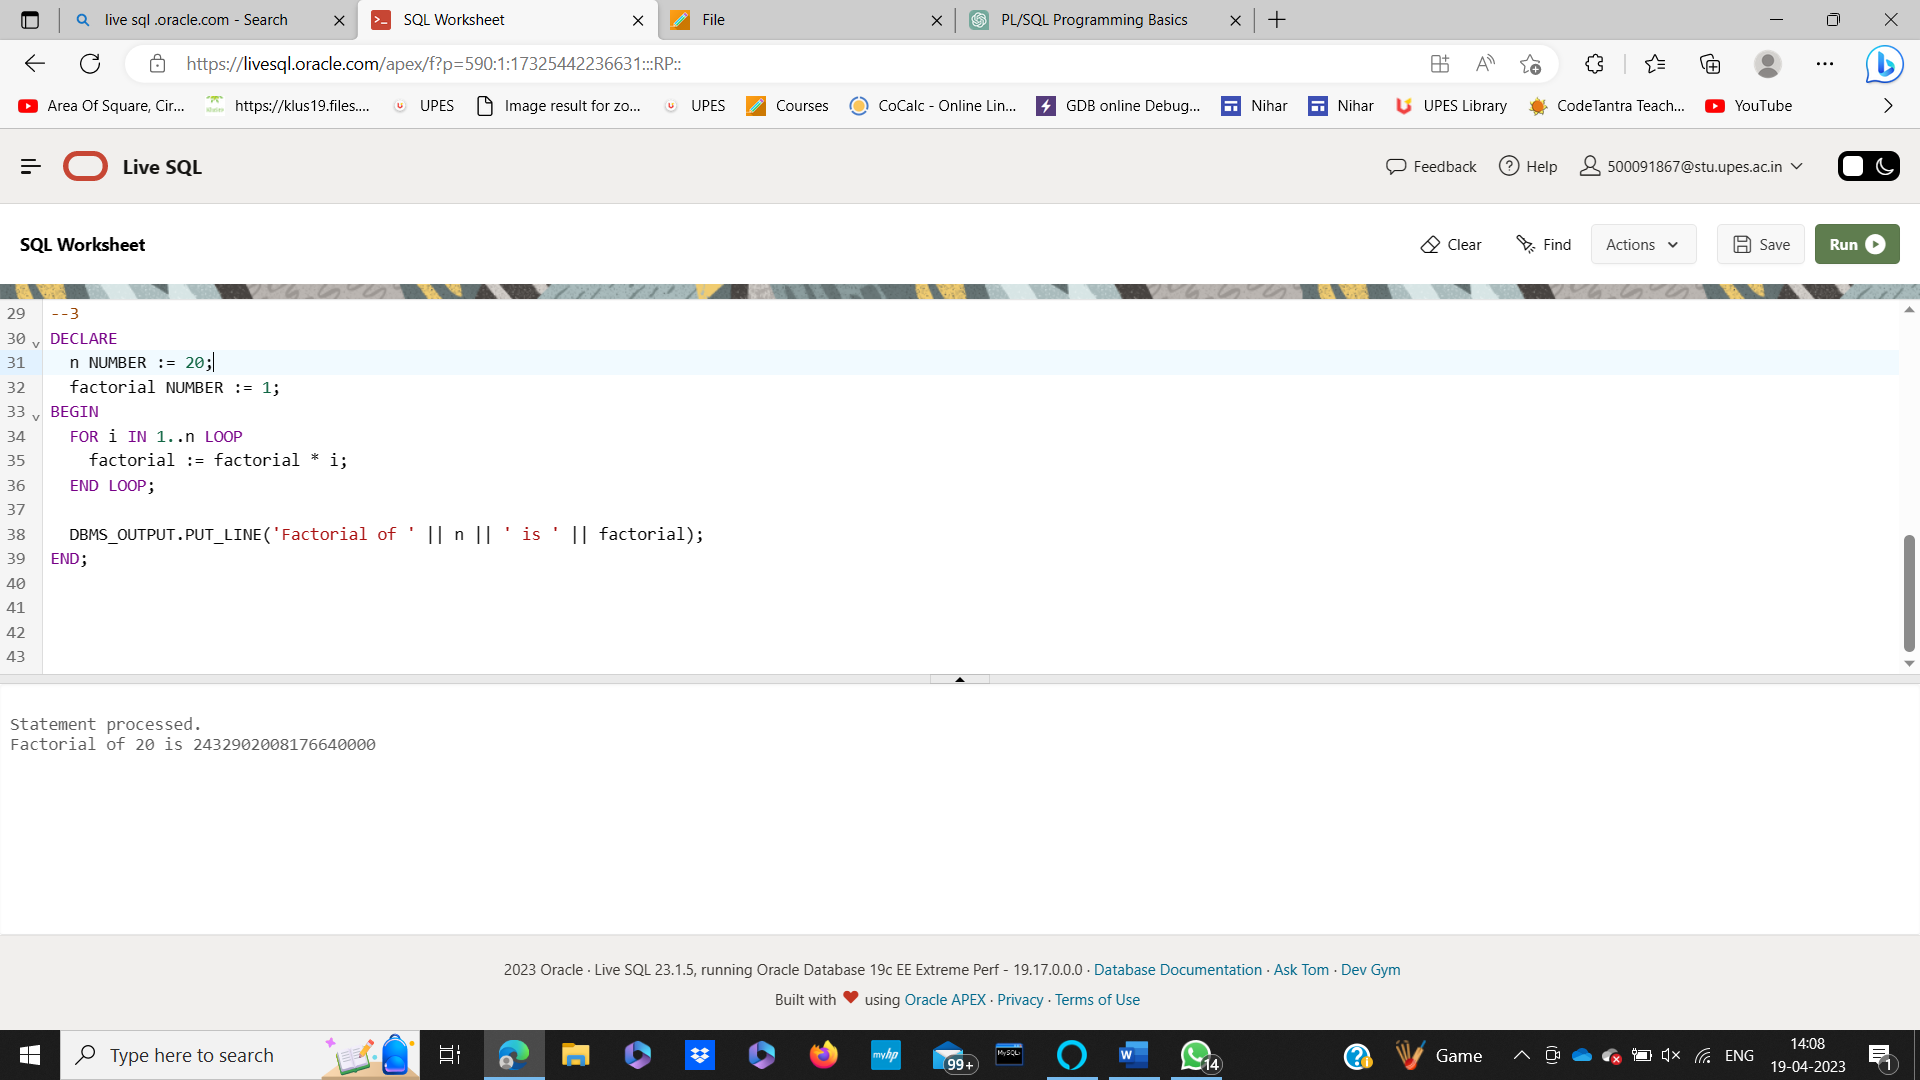 live sql .oracle.com - Search
SQL Worksheet
File
PL/SQL Programming Basics
https://livesql.oracle.com/apex/f?p=590:1:17325442236631:::RP::
Area Of Square, Cir...
https://klus19.files....
UPES
Image result for zo...
UPES
Courses
CoCalc - Online Lin...
GDB online Debug...
Nihar
Nihar
UPES Library
CodeTantra Teach...
YouTube
Live SQL
Feedback
Help
500091867@stu.upes.ac.in
SQL Worksheet
Clear
Find
Actions
Save
Run
29 --3
30 DECLARE
31 n NUMBER := 20;
32 factorial NUMBER := 1;
33 BEGIN
34 FOR i IN 1..n LOOP
35 factorial := factorial * i;
36 END LOOP;
37
38 DBMS_OUTPUT.PUT_LINE('Factorial of ' || n || ' is ' || factorial);
39 END;
40
41
42
43
Statement processed.
Factorial of 20 is 2432902008176640000
2023 Oracle · Live SQL 23.1.5, running Oracle Database 19c EE Extreme Perf - 19.17.0.0.0 · Database Documentation · Ask Tom · Dev Gym
Built with ❤ using Oracle APEX · Privacy · Terms of Use
Type here to search
myhp
99+
MySQL
W
14
Game
ENG
14:08
19-04-2023
1